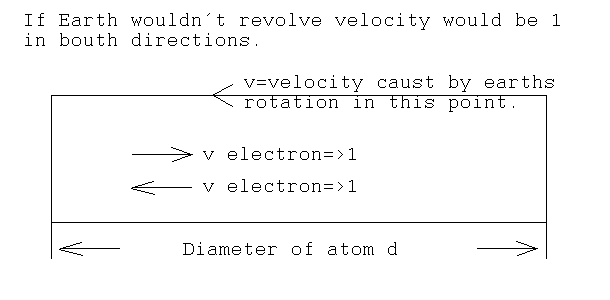 If Earth wouldn´t revolve velocity would be 1
in bouth directions.
v=velocity caust by earths
rotation in this point.
v electron=>1
v electron=>1
Diameter of atom d